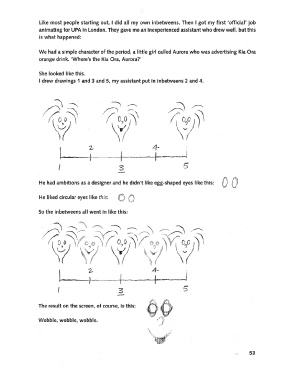 Like most people starting out, I did all my own inbetweens. Then I got my first 'official' job
animating for UPA in London. They gave me an inexperienced assistant who drew well, but this
is what happened:
We had a simple character of the period, a little girl called Aurora who was advertising Kia Ora
orange drink. 'Where's the Kia Ora, Aurora?'
She looked like this.
I drew drawings 1 and 3 and 5, my assistant put in inbetweens 2 and 4.
1 2 3 4 5
He had ambitions as a designer and he didn't like egg-shaped eyes like this:
He liked circular eyes like this:
So the inbetweens all went in like this:
1 2 3 4 5
The result on the screen, of course, is this:
Wobble, wobble, wobble.
53